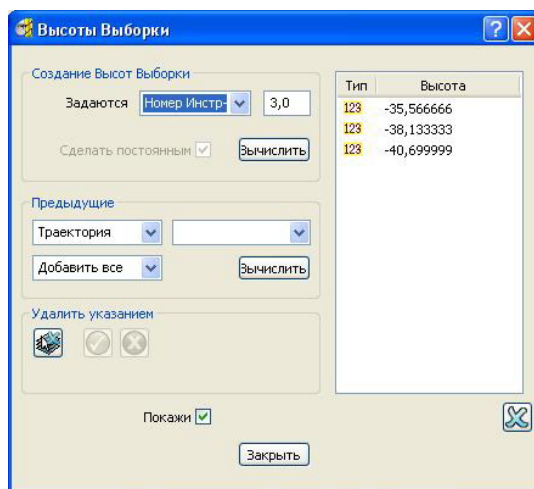 Высоты Выборки
Создание Высот Выборки
Задаются Номер Инстр- 3,0
Сделать постоянным Вычислить
Предыдущие
Траектория
Добавить все Вычислить
Удалить указанием
Покажи
Закрыть
Тип Высота
123 -35,566666
123 -38,133333
123 -40,699999